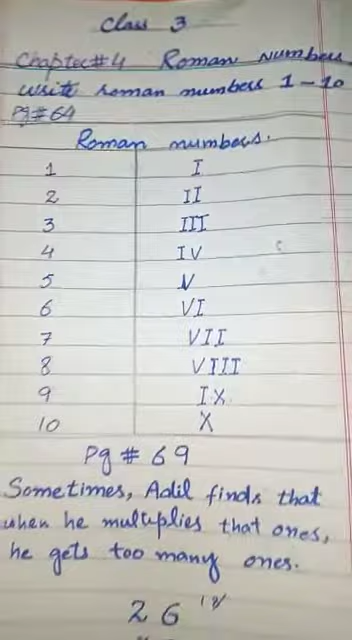 Class 3
Chapter#4 Roman Numbers
write roman numbers 1-10
Pg#64
Roman numbers.
1 I
2 II
3 III
4 IV
5 V
6 VI
7 VII
8 VIII
9 IX
10 X
Pg # 69
Sometimes, Adil finds that
when he multiplies that ones,
he gets too many ones.
26